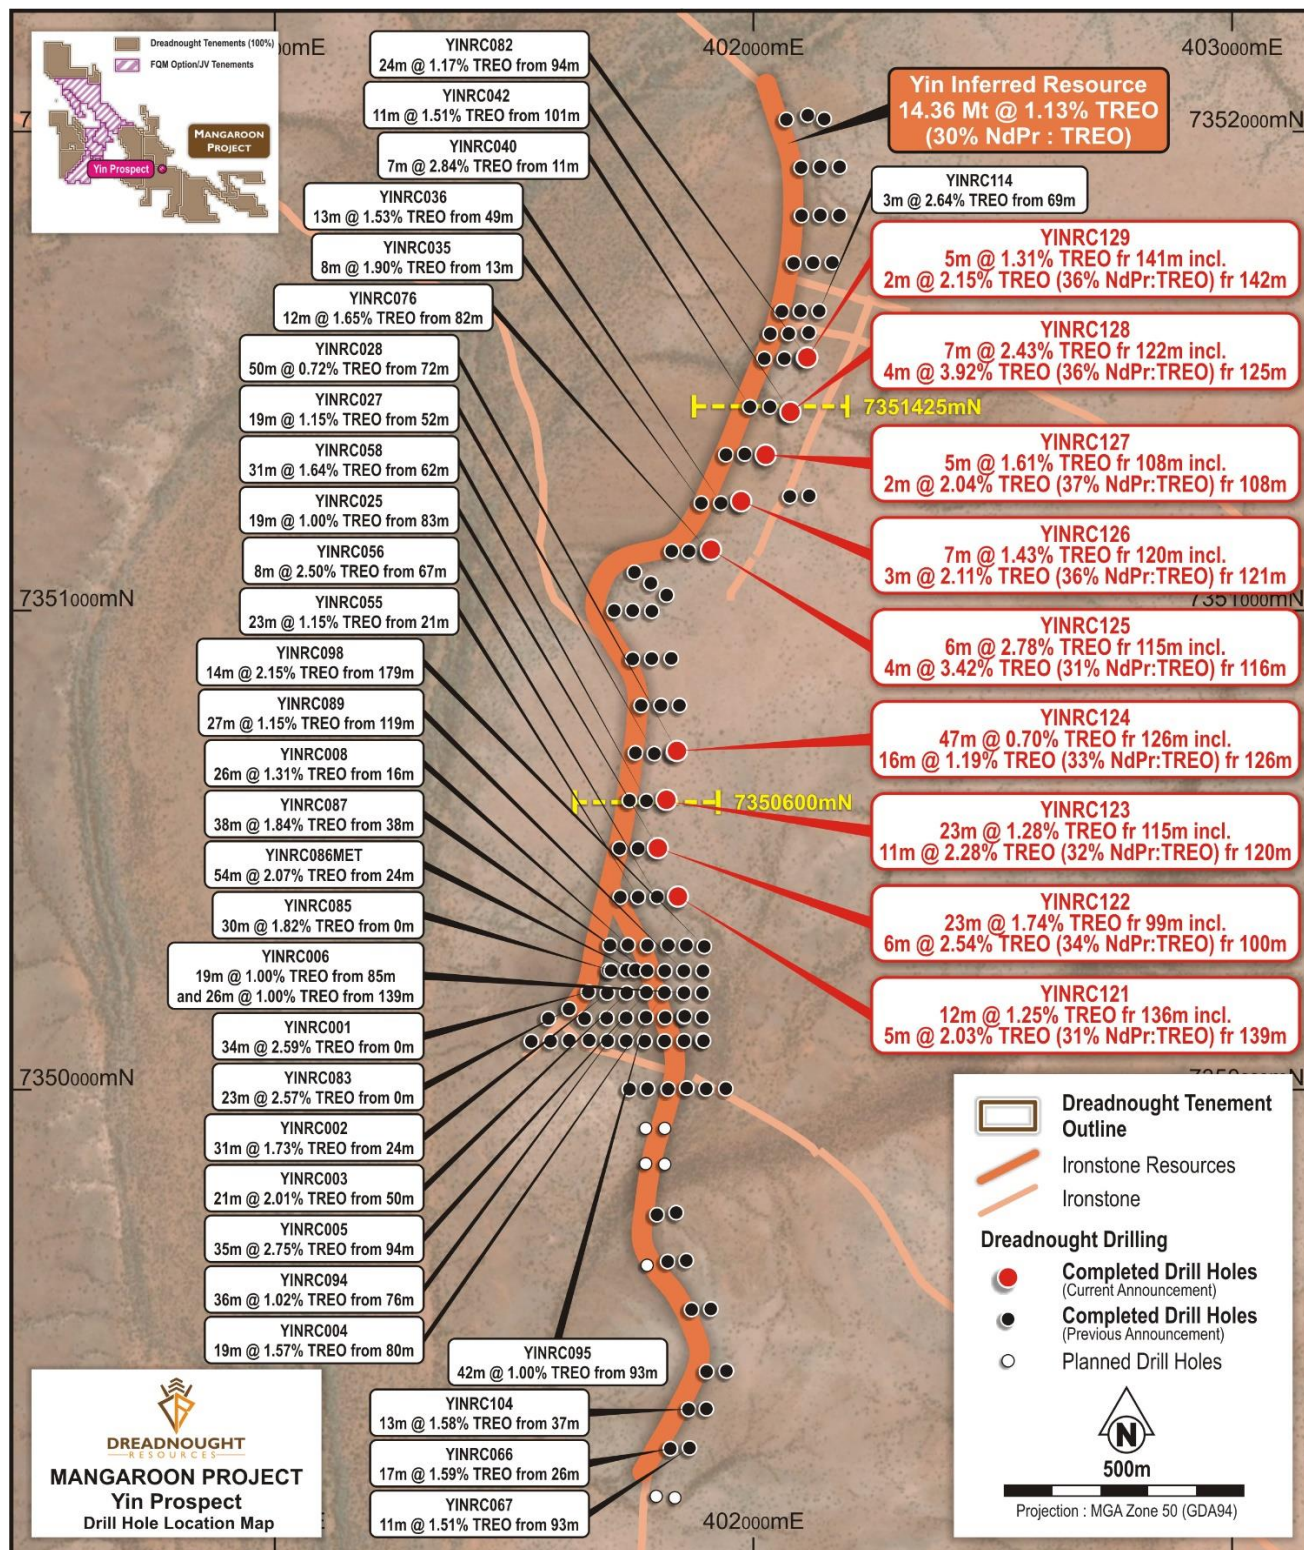 Dreadnought Tenements (100%)
FQM Option/JV Tenements
MANGAROON
PROJECT
Yin Prospect
000mE
402000mE
403000mE
7352000mN
7352000mN
7351000mN
7351000mN
7350000mN
402000mE
YINRC082
24m @ 1.17% TREO from 94m
YINRC042
11m @ 1.51% TREO from 101m
YINRC040
7m @ 2.84% TREO from 11m
YINRC036
13m @ 1.53% TREO from 49m
YINRC035
8m @ 1.90% TREO from 13m
YINRC076
12m @ 1.65% TREO from 82m
YINRC028
50m @ 0.72% TREO from 72m
YINRC027
19m @ 1.15% TREO from 52m
YINRC058
31m @ 1.64% TREO from 62m
YINRC025
19m @ 1.00% TREO from 83m
YINRC056
8m @ 2.50% TREO from 67m
YINRC055
23m @ 1.15% TREO from 21m
YINRC098
14m @ 2.15% TREO from 179m
YINRC089
27m @ 1.15% TREO from 119m
YINRC008
26m @ 1.31% TREO from 16m
YINRC087
38m @ 1.84% TREO from 38m
YINRC086MET
54m @ 2.07% TREO from 24m
YINRC085
30m @ 1.82% TREO from 0m
YINRC006
19m @ 1.00% TREO from 85m
and 26m @ 1.00% TREO from 139m
YINRC001
34m @ 2.59% TREO from 0m
YINRC083
23m @ 2.57% TREO from 0m
YINRC002
31m @ 1.73% TREO from 24m
YINRC003
21m @ 2.01% TREO from 50m
YINRC005
35m @ 2.75% TREO from 94m
YINRC094
36m @ 1.02% TREO from 76m
YINRC004
19m @ 1.57% TREO from 80m
YINRC095
42m @ 1.00% TREO from 93m
YINRC104
13m @ 1.58% TREO from 37m
YINRC066
17m @ 1.59% TREO from 26m
YINRC067
11m @ 1.51% TREO from 93m
Yin Inferred Resource
14.36 Mt @ 1.13% TREO
(30% NdPr : TREO)
YINRC114
3m @ 2.64% TREO from 69m
YINRC129
5m @ 1.31% TREO fr 141m incl.
2m @ 2.15% TREO (36% NdPr:TREO) fr 142m
YINRC128
7m @ 2.43% TREO fr 122m incl.
4m @ 3.92% TREO (36% NdPr:TREO) fr 125m
7351425mN
YINRC127
5m @ 1.61% TREO fr 108m incl.
2m @ 2.04% TREO (37% NdPr:TREO) fr 108m
YINRC126
7m @ 1.43% TREO fr 120m incl.
3m @ 2.11% TREO (36% NdPr:TREO) fr 121m
YINRC125
6m @ 2.78% TREO fr 115m incl.
4m @ 3.42% TREO (31% NdPr:TREO) fr 116m
YINRC124
47m @ 0.70% TREO fr 126m incl.
16m @ 1.19% TREO (33% NdPr:TREO) fr 126m
7350600mN
YINRC123
23m @ 1.28% TREO fr 115m incl.
11m @ 2.28% TREO (32% NdPr:TREO) fr 120m
YINRC122
23m @ 1.74% TREO fr 99m incl.
6m @ 2.54% TREO (34% NdPr:TREO) fr 100m
YINRC121
12m @ 1.25% TREO fr 136m incl.
5m @ 2.03% TREO (31% NdPr:TREO) fr 139m
Dreadnought Tenement
Outline
Ironstone Resources
Ironstone
Dreadnought Drilling
Completed Drill Holes
(Current Announcement)
Completed Drill Holes
(Previous Announcement)
Planned Drill Holes
N
500m
Projection : MGA Zone 50 (GDA94)
DREADNOUGHT
RESOURCES
MANGAROON PROJECT
Yin Prospect
Drill Hole Location Map